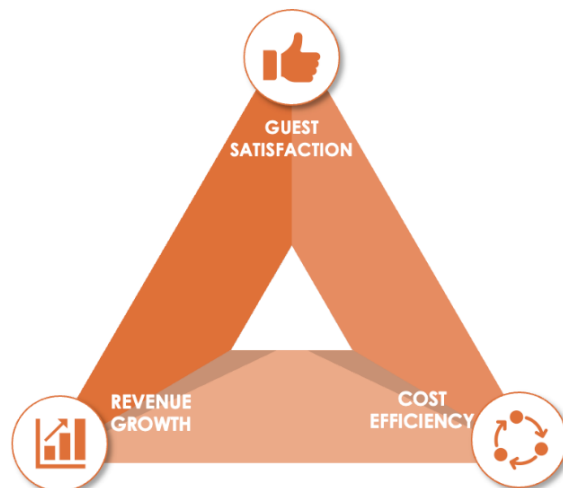 GUEST
SATISFACTION
REVENUE
GROWTH
COST
EFFICIENCY